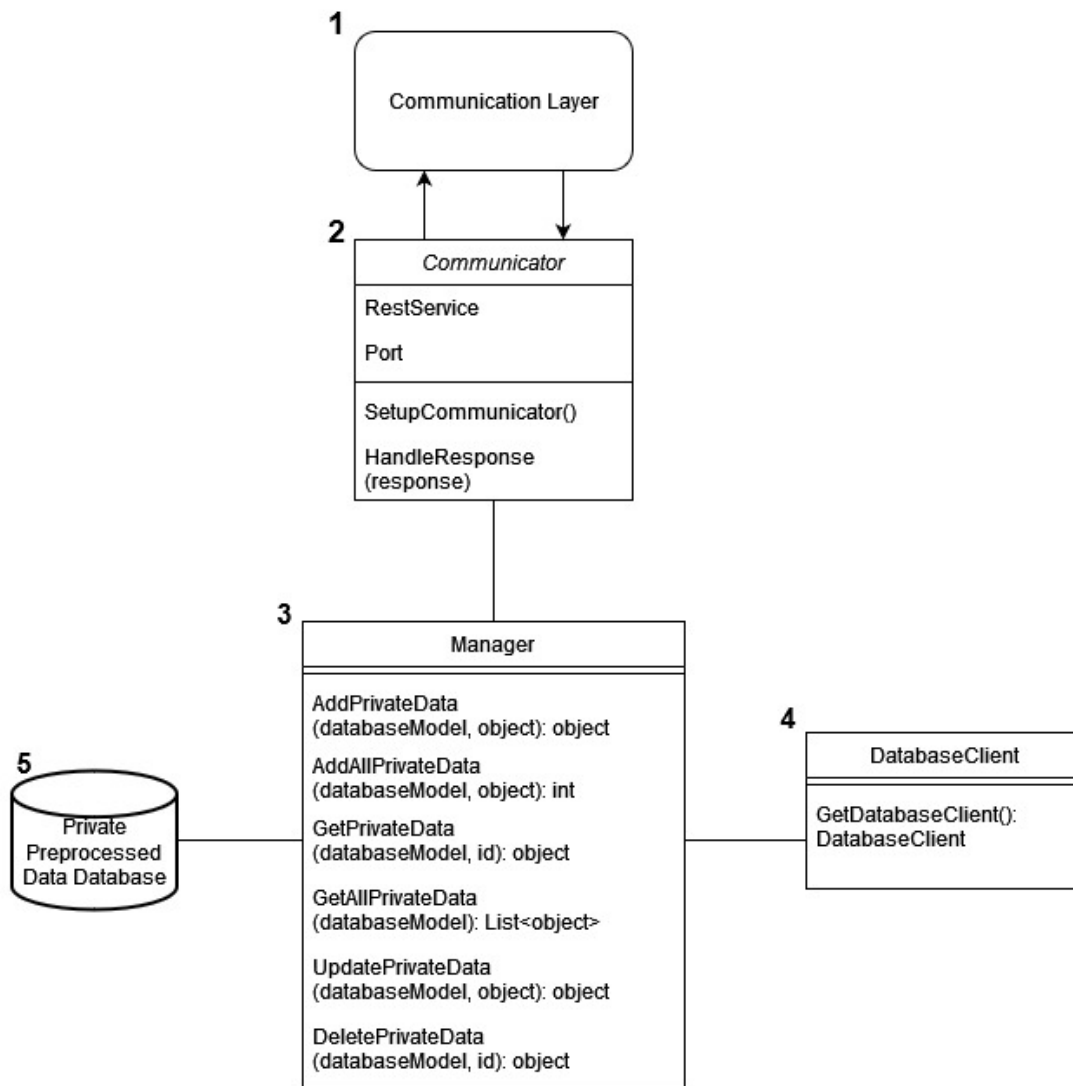 1
Communication Layer
2
Communicator
RestService
Port
SetupCommunicator()
HandleResponse
(response)
3
Manager
AddPrivateData
(databaseModel, object): object
AddAllPrivateData
(databaseModel, object): int
GetPrivateData
(databaseModel, id): object
GetAllPrivateData
(databaseModel): List<object>
UpdatePrivateData
(databaseModel, object): object
DeletePrivateData
(databaseModel, id): object
4
DatabaseClient
GetDatabaseClient():
DatabaseClient
5
Private
Preprocessed
Data Database